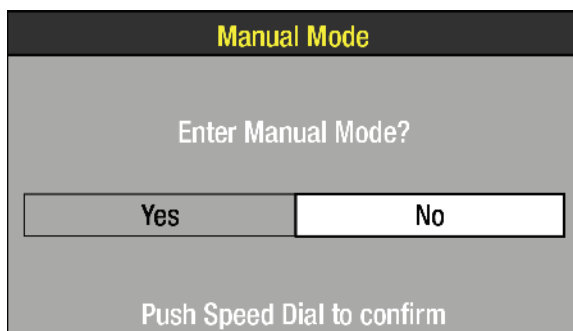 Manual Mode
Enter Manual Mode?
Yes No
Push Speed Dial to confirm